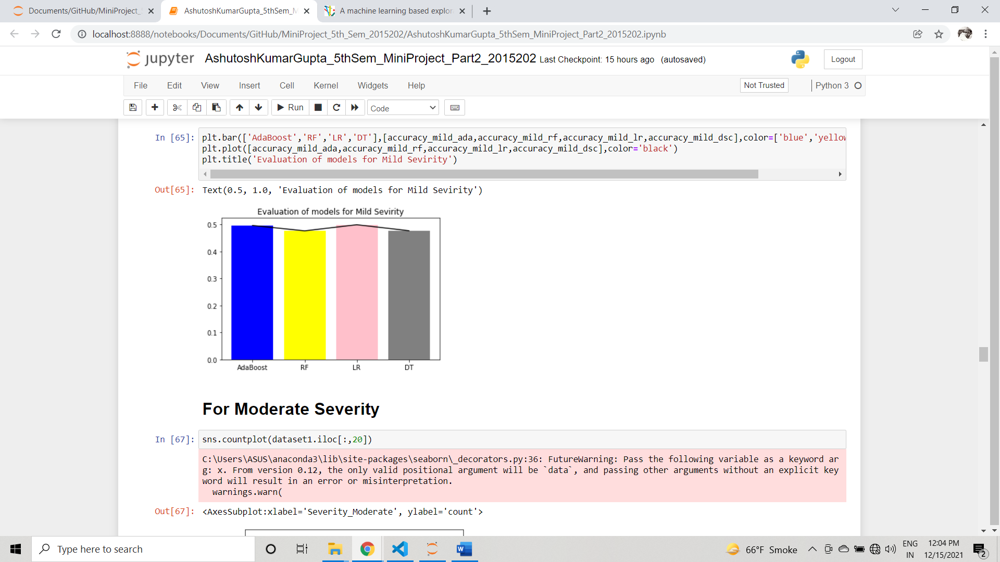 Documents/GitHub/MiniProject_
AshutoshKumarGupta_5thSem_M
A machine learning based explor
localhost:8888/notebooks/Documents/GitHub/MiniProject_5th_Sem_2015202/AshutoshKumarGupta_5thSem_MiniProject_Part2_2015202.ipynb
jupyter AshutoshKumarGupta_5thSem_MiniProject_Part2_2015202 Last Checkpoint: 15 hours ago (autosaved)
Logout
File Edit View Insert Cell Kernel Widgets Help
Not Trusted
Python 3
Run
Code
In [65]: plt.bar(['AdaBoost','RF','LR','DT'],[accuracy_mild_ada,accuracy_mild_rf,accuracy_mild_lr,accuracy_mild_dsc],color=['blue','yellow
plt.plot([accuracy_mild_ada,accuracy_mild_rf,accuracy_mild_lr,accuracy_mild_dsc],color='black')
plt.title('Evaluation of models for Mild Sevirity')
Out[65]: Text(0.5, 1.0, 'Evaluation of models for Mild Sevirity')
Evaluation of models for Mild Sevirity
0.5
0.4
0.3
0.2
0.1
0.0
AdaBoost RF LR DT
For Moderate Severity
In [67]: sns.countplot(dataset1.iloc[:,20])
C:\Users\ASUS\anaconda3\lib\site-packages\seaborn\_decorators.py:36: FutureWarning: Pass the following variable as a keyword ar
g: x. From version 0.12, the only valid positional argument will be `data`, and passing other arguments without an explicit key
word will result in an error or misinterpretation.
warnings.warn(
Out[67]: <AxesSubplot:xlabel='Severity_Moderate', ylabel='count'>
Type here to search
66°F Smoke
ENG
IN
12:04 PM
12/15/2021
2